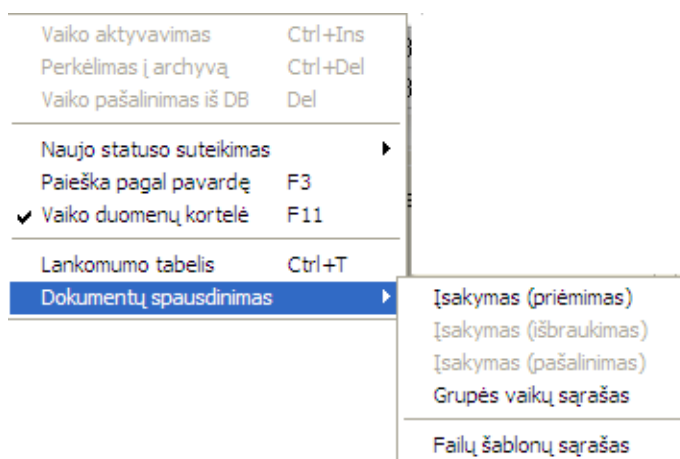 Vaiko aktyvavimas Ctrl+Ins
Perkėlimas į archyvą Ctrl+Del
Vaiko pašalinimas iš DB Del
Naujo statuso suteikimas
Paieška pagal pavardę F3
Vaiko duomenų kortelė F11
Lankomumo tabelis Ctrl+T
Dokumentų spausdinimas
Įsakymas (priėmimas)
Įsakymas (išbraukimas)
Įsakymas (pašalinimas)
Grupės vaikų sąrašas
Failų šablonų sąrašas